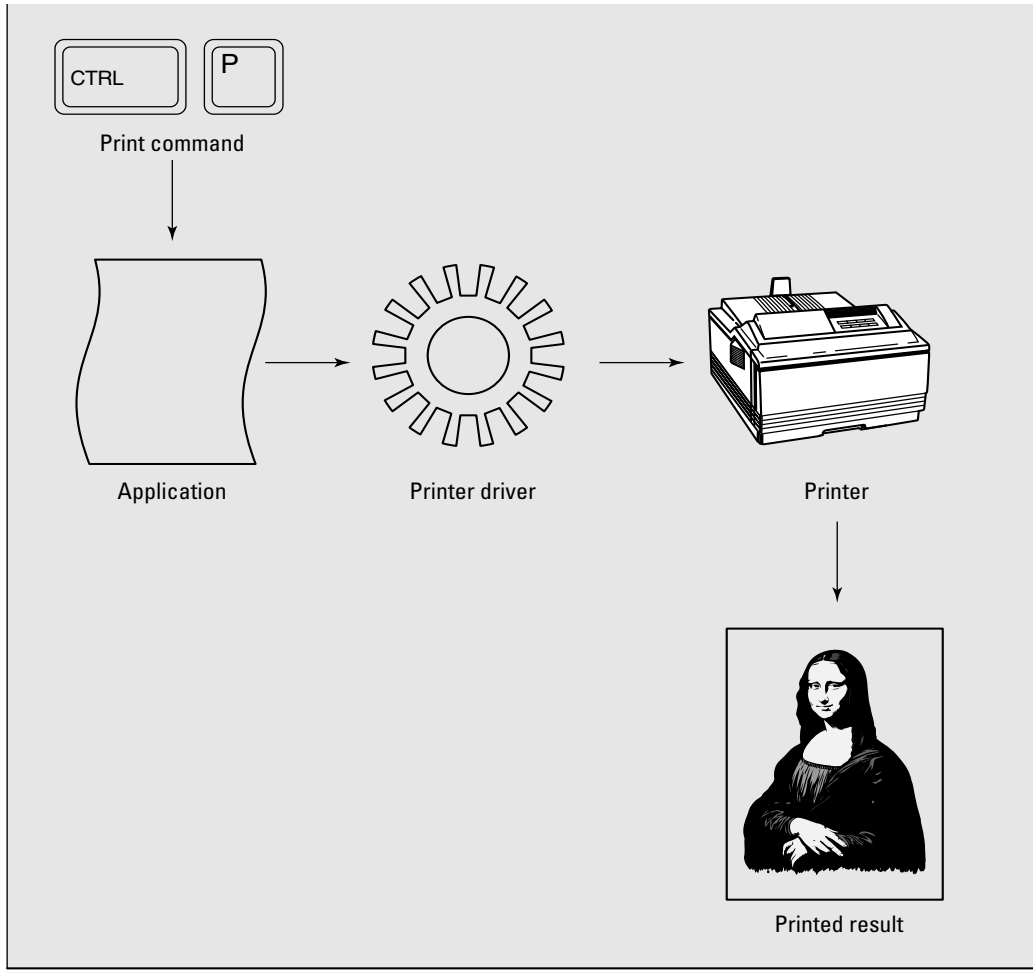 CTRL
P
Print command
Application
Printer driver
Printer
Printed result